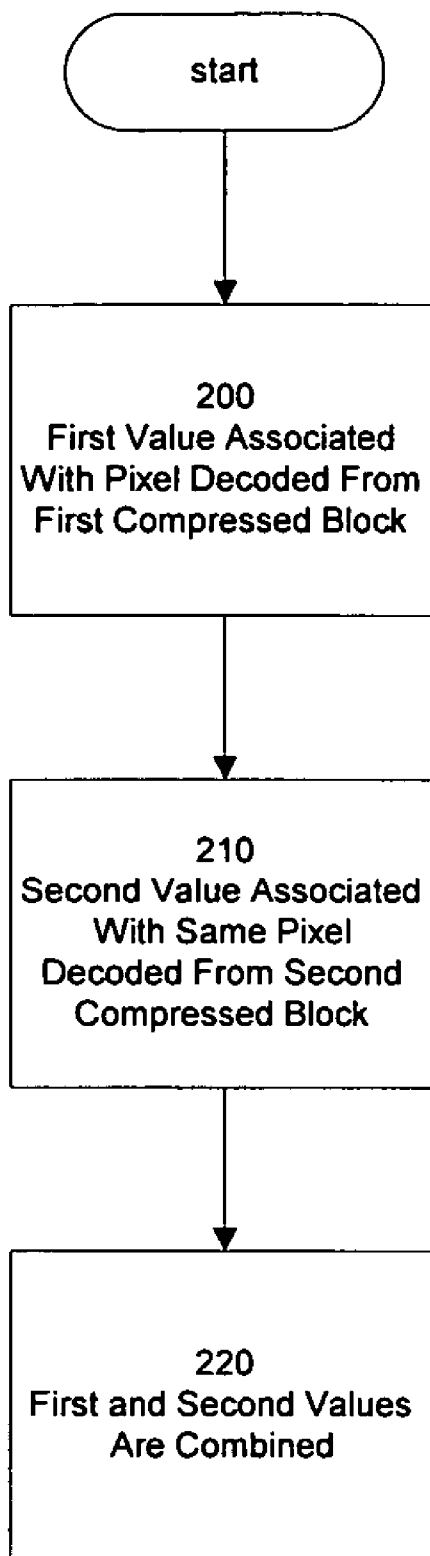 start
200
First Value Associated
With Pixel Decoded From
First Compressed Block
210
Second Value Associated
With Same Pixel
Decoded From Second
Compressed Block
220
First and Second Values
Are Combined